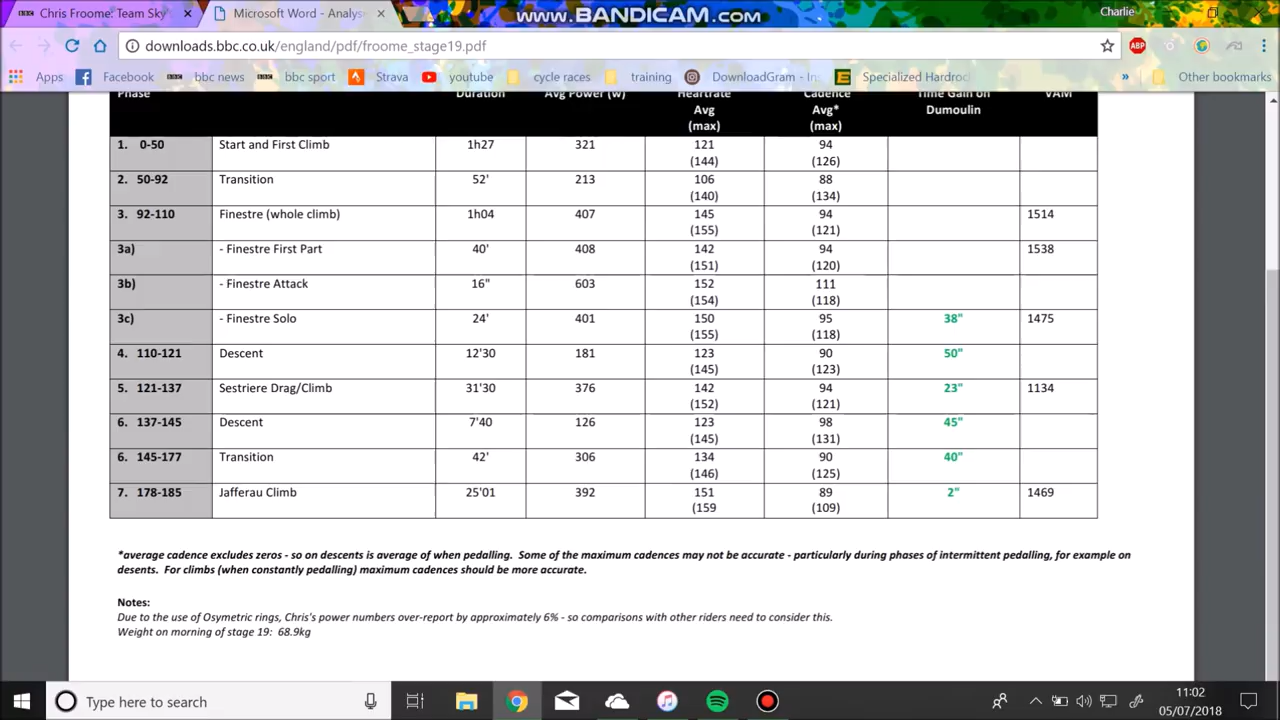 Chris Froome: Team Sky
Microsoft Word - Analys
www.BANDICAM.com
Charlie
downloads.bbc.co.uk/england/pdf/froome_stage19.pdf
ABP
Apps Facebook bbc news bbc sport Strava youtube cycle races training DownloadGram - In Specialized Hardroc » Other bookmarks
Phase Duration Avg Power (w) Heartrate Avg (max) Cadence Avg* (max) Time Gain on Dumoulin VAM
1. 0-50 Start and First Climb 1h27 321 121 (144) 94 (126)
2. 50-92 Transition 52' 213 106 (140) 88 (134)
3. 92-110 Finestre (whole climb) 1h04 407 145 (155) 94 (121) 1514
3a) - Finestre First Part 40' 408 142 (151) 94 (120) 1538
3b) - Finestre Attack 16" 603 152 (154) 111 (118)
3c) - Finestre Solo 24' 401 150 (155) 95 (118) 38" 1475
4. 110-121 Descent 12'30 181 123 (145) 90 (123) 50"
5. 121-137 Sestriere Drag/Climb 31'30 376 142 (152) 94 (121) 23" 1134
6. 137-145 Descent 7'40 126 123 (145) 98 (131) 45"
6. 145-177 Transition 42' 306 134 (146) 90 (125) 40"
7. 178-185 Jafferau Climb 25'01 392 151 (159 89 (109) 2" 1469
*average cadence excludes zeros - so on descents is average of when pedalling. Some of the maximum cadences may not be accurate - particularly during phases of intermittent pedalling, for example on
desents. For climbs (when constantly pedalling) maximum cadences should be more accurate.
Notes:
Due to the use of Osymetric rings, Chris's power numbers over-report by approximately 6% - so comparisons with other riders need to consider this.
Weight on morning of stage 19: 68.9kg
Type here to search
11:02
05/07/2018